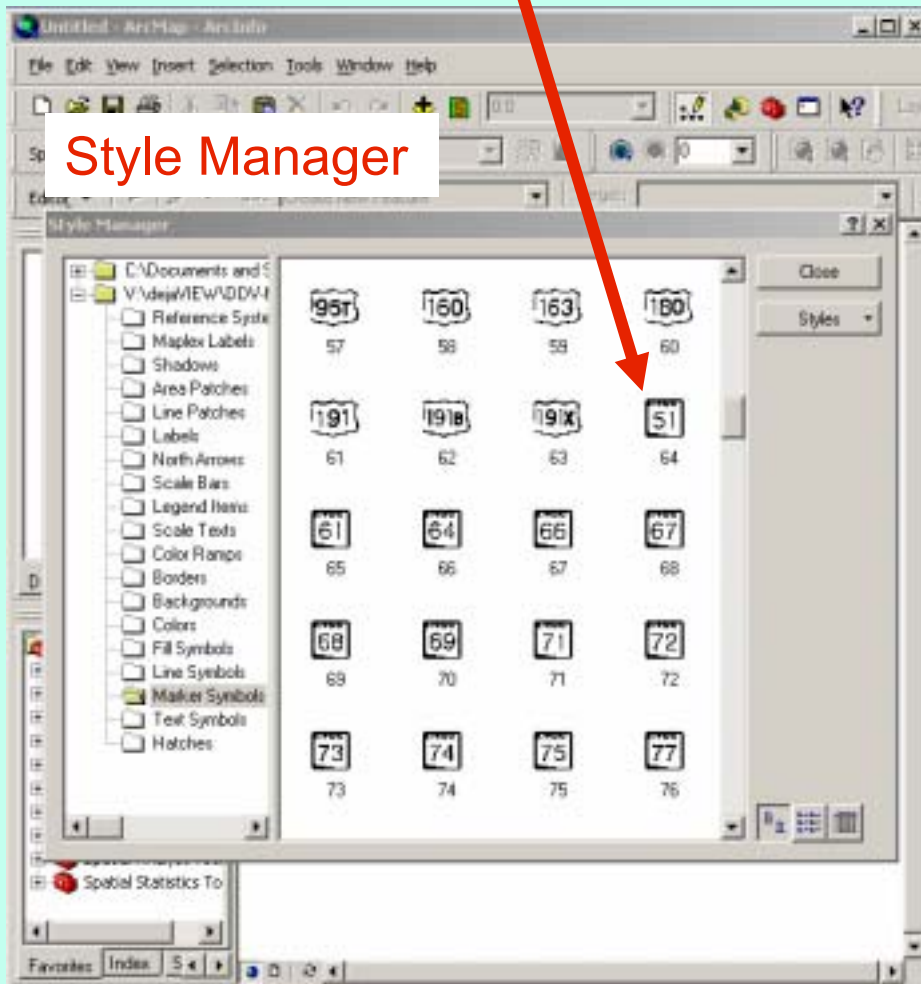 Untitled - ArcMap - ArcInfo
File Edit View Insert Selection Tools Window Help
Style Manager
Style Manager
C:\Documents and S
V:\dejaVIEW\DDV-
Reference Syste
Maplex Labels
Shadows
Area Patches
Line Patches
Labels
North Arrows
Scale Bars
Legend Items
Scale Texts
Color Ramps
Borders
Backgrounds
Colors
Fill Symbols
Line Symbols
Marker Symbols
Text Symbols
Hatches
95T 160 163 180
57 58 59 60
191 191B 191X 51
61 62 63 64
61 64 66 67
65 66 67 68
68 69 71 72
69 70 71 72
73 74 75 77
73 74 75 76
Close
Styles
Spatial Statistics To
Favorites Index S